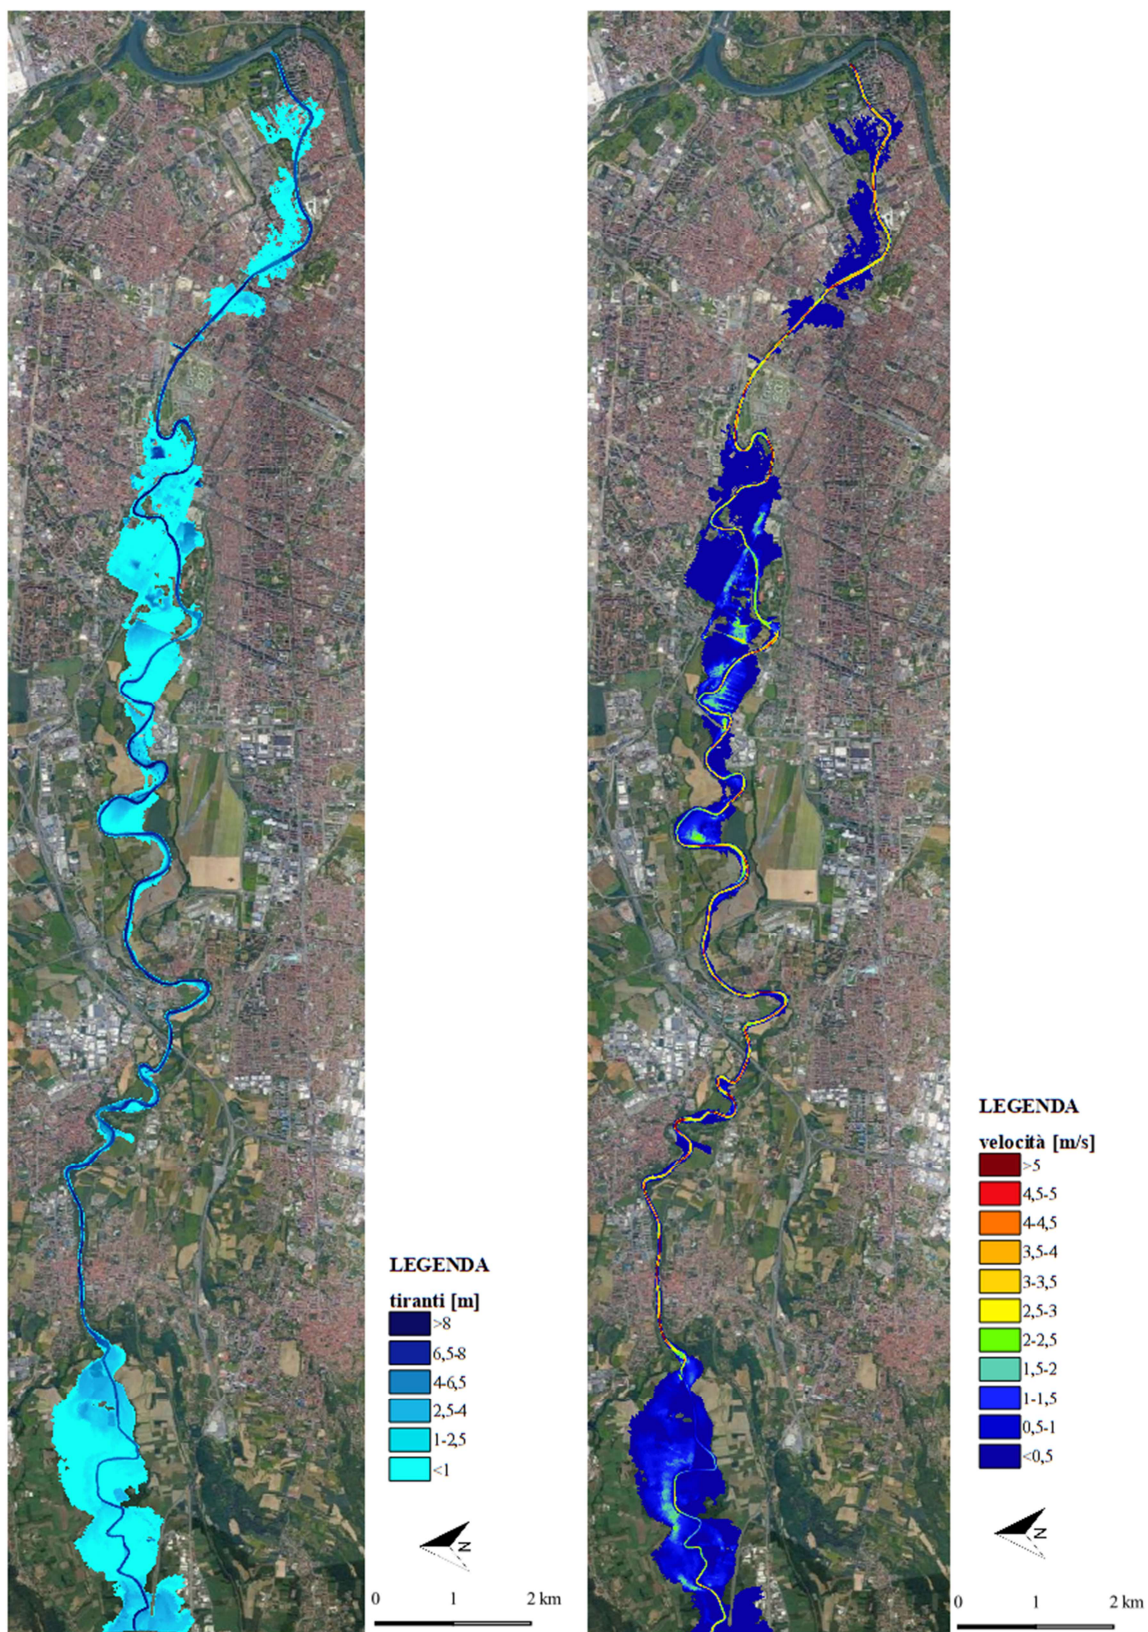 LEGENDA
tiranti [m]
>8
6,5-8
4-6,5
2,5-4
1-2,5
<1
N
0 1 2 km
LEGENDA
velocità [m/s]
>5
4,5-5
4-4,5
3,5-4
3-3,5
2,5-3
2-2,5
1,5-2
1-1,5
0,5-1
<0,5
N
0 1 2 km